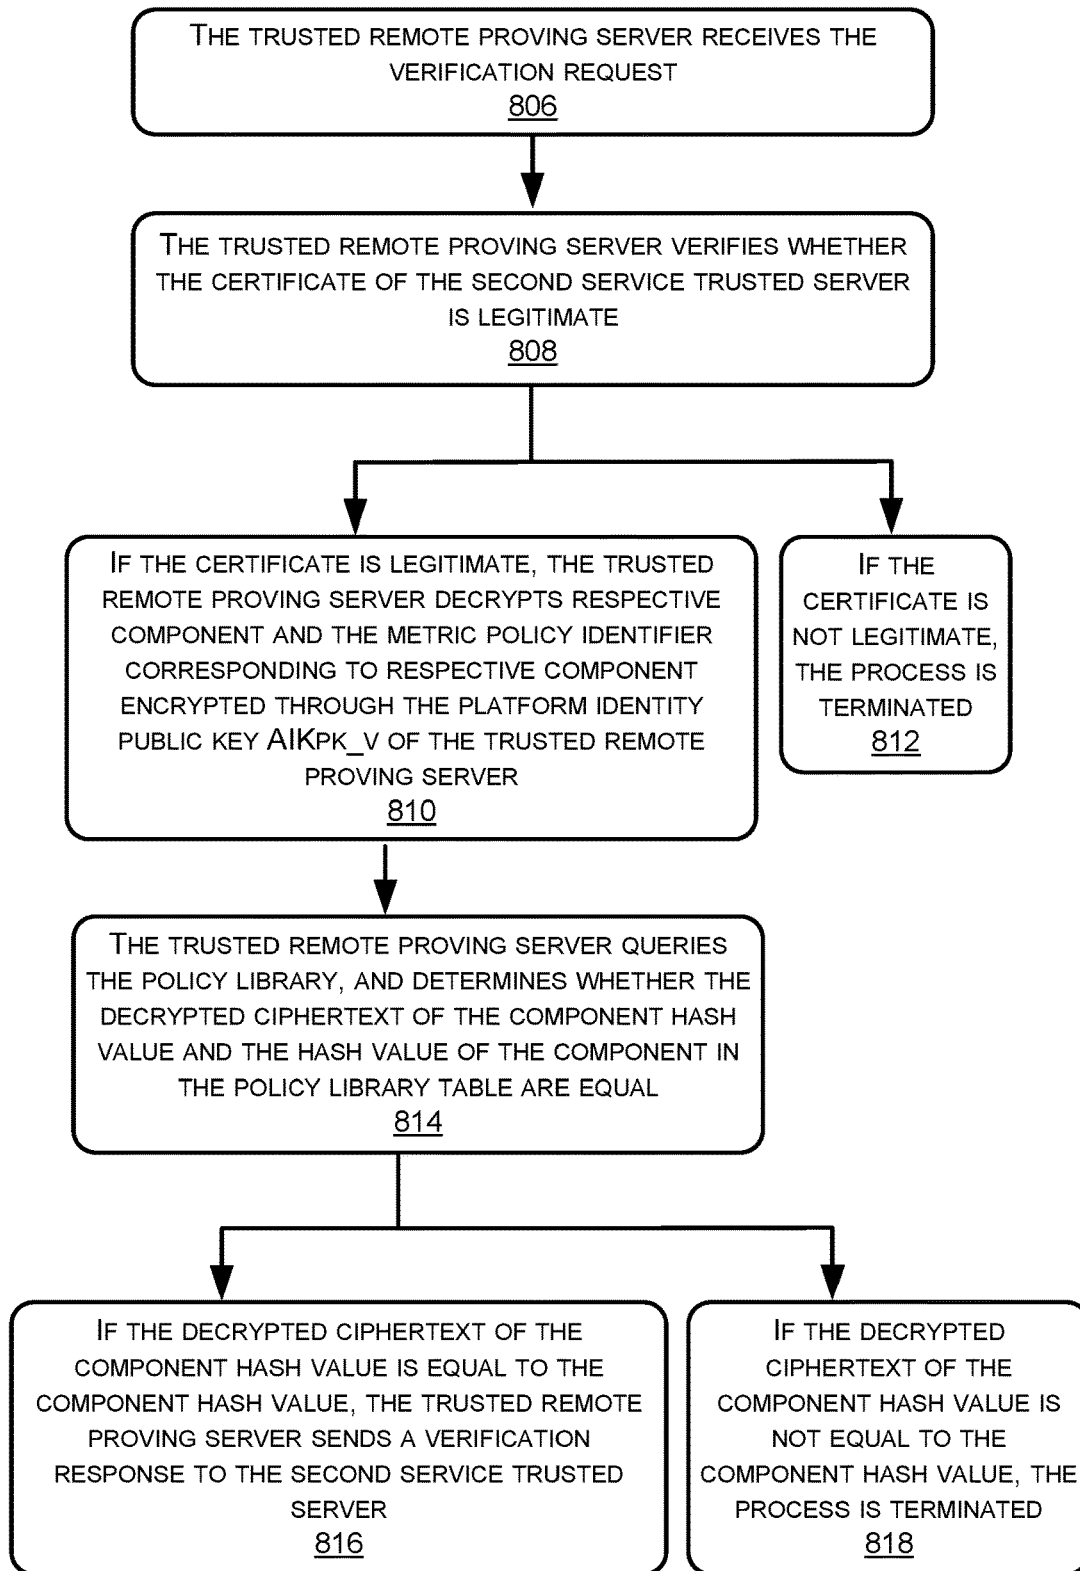 THE TRUSTED REMOTE PROVING SERVER RECEIVES THE
VERIFICATION REQUEST
806
THE TRUSTED REMOTE PROVING SERVER VERIFIES WHETHER
THE CERTIFICATE OF THE SECOND SERVICE TRUSTED SERVER
IS LEGITIMATE
808
IF THE CERTIFICATE IS LEGITIMATE, THE TRUSTED
REMOTE PROVING SERVER DECRYPTS RESPECTIVE
COMPONENT AND THE METRIC POLICY IDENTIFIER
CORRESPONDING TO RESPECTIVE COMPONENT
ENCRYPTED THROUGH THE PLATFORM IDENTITY
PUBLIC KEY AIKPK_V OF THE TRUSTED REMOTE
PROVING SERVER
810
IF THE
CERTIFICATE IS
NOT LEGITIMATE,
THE PROCESS IS
TERMINATED
812
THE TRUSTED REMOTE PROVING SERVER QUERIES
THE POLICY LIBRARY, AND DETERMINES WHETHER THE
DECRYPTED CIPHERTEXT OF THE COMPONENT HASH
VALUE AND THE HASH VALUE OF THE COMPONENT IN
THE POLICY LIBRARY TABLE ARE EQUAL
814
IF THE DECRYPTED CIPHERTEXT OF THE
COMPONENT HASH VALUE IS EQUAL TO THE
COMPONENT HASH VALUE, THE TRUSTED REMOTE
PROVING SERVER SENDS A VERIFICATION
RESPONSE TO THE SECOND SERVICE TRUSTED
SERVER
816
IF THE DECRYPTED
CIPHERTEXT OF THE
COMPONENT HASH VALUE IS
NOT EQUAL TO THE
COMPONENT HASH VALUE, THE
PROCESS IS TERMINATED
818